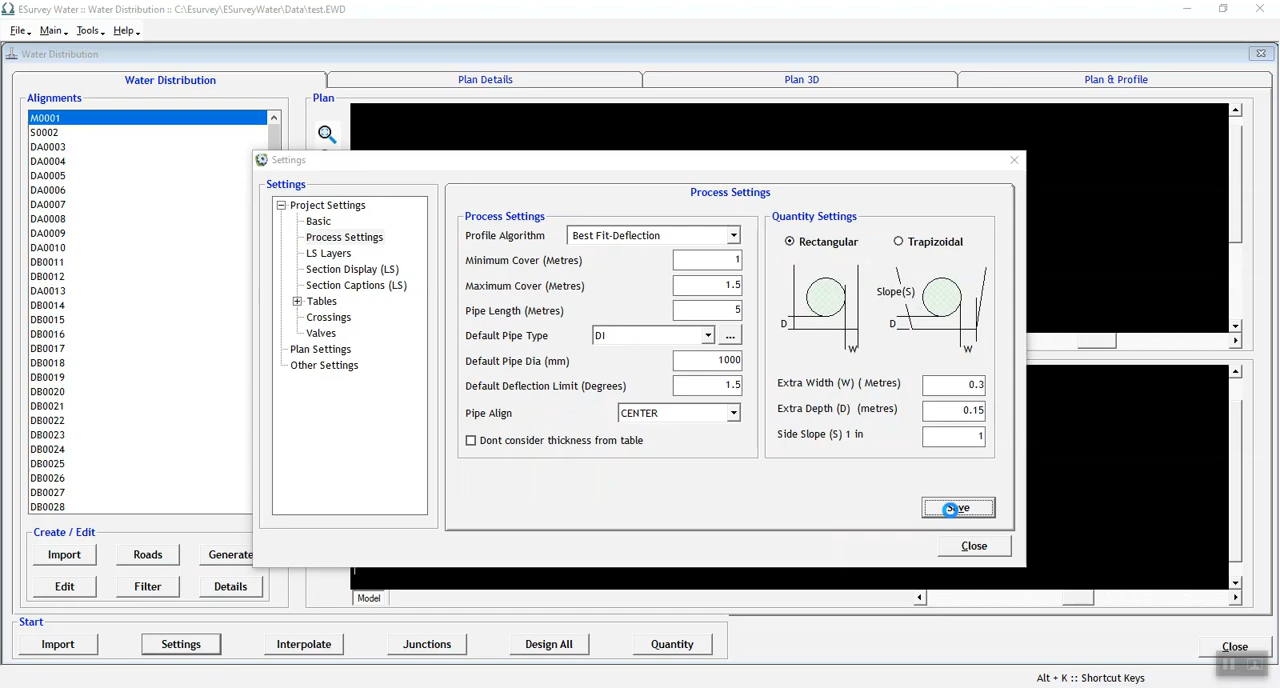 ESurvey Water :: Water Distribution :: C:\Esurvey\ESurveyWater\Data\test.EWD
File Main Tools Help
Water Distribution
Water Distribution Plan Details Plan 3D Plan & Profile
Alignments
Plan
M0001
S0002
DA0003
DA0004
DA0005
DA0006
DA0007
DA0008
DA0009
DA0010
DB0011
DA0012
DA0013
DB0014
DB0015
DB0016
DB0017
DB0018
DB0019
DB0020
DB0021
DB0022
DB0023
DB0024
DB0025
DB0026
DB0027
DB0028
Settings
Settings
Project Settings
Basic
Process Settings
LS Layers
Section Display (LS)
Section Captions (LS)
Tables
Crossings
Valves
Plan Settings
Other Settings
Process Settings
Process Settings
Profile Algorithm Best Fit-Deflection
Minimum Cover (Metres) 1
Maximum Cover (Metres) 1.5
Pipe Length (Metres) 5
Default Pipe Type DI ...
Default Pipe Dia (mm) 1000
Default Deflection Limit (Degrees) 1.5
Pipe Align CENTER
Dont consider thickness from table
Quantity Settings
Rectangular Trapizoidal
Slope(S)
D D
W W
Extra Width (W) ( Metres) 0.3
Extra Depth (D) (metres) 0.15
Side Slope (S) 1 in 1
Save
Close
Create / Edit
Import Roads Generate
Edit Filter Details
Model
Start
Import Settings Interpolate Junctions Design All Quantity
Close
Alt + K :: Shortcut Keys